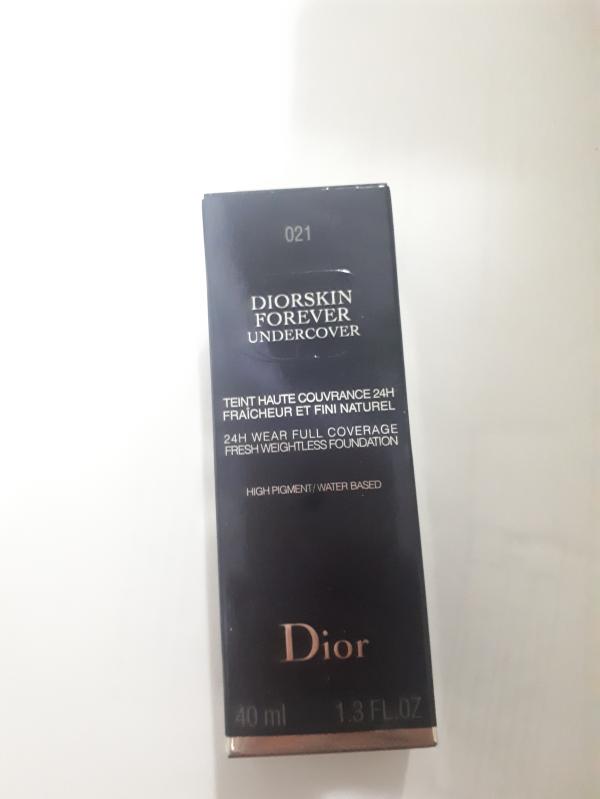 021
DIORSKIN
FOREVER
UNDERCOVER
TEINT HAUTE COUVRANCE 24H
FRAÎCHEUR ET FINI NATUREL
24H WEAR FULL COVERAGE
FRESH WEIGHTLESS FOUNDATION
HIGH PIGMENT/WATER BASED
Dior
40 ml 1.3 FL.OZ